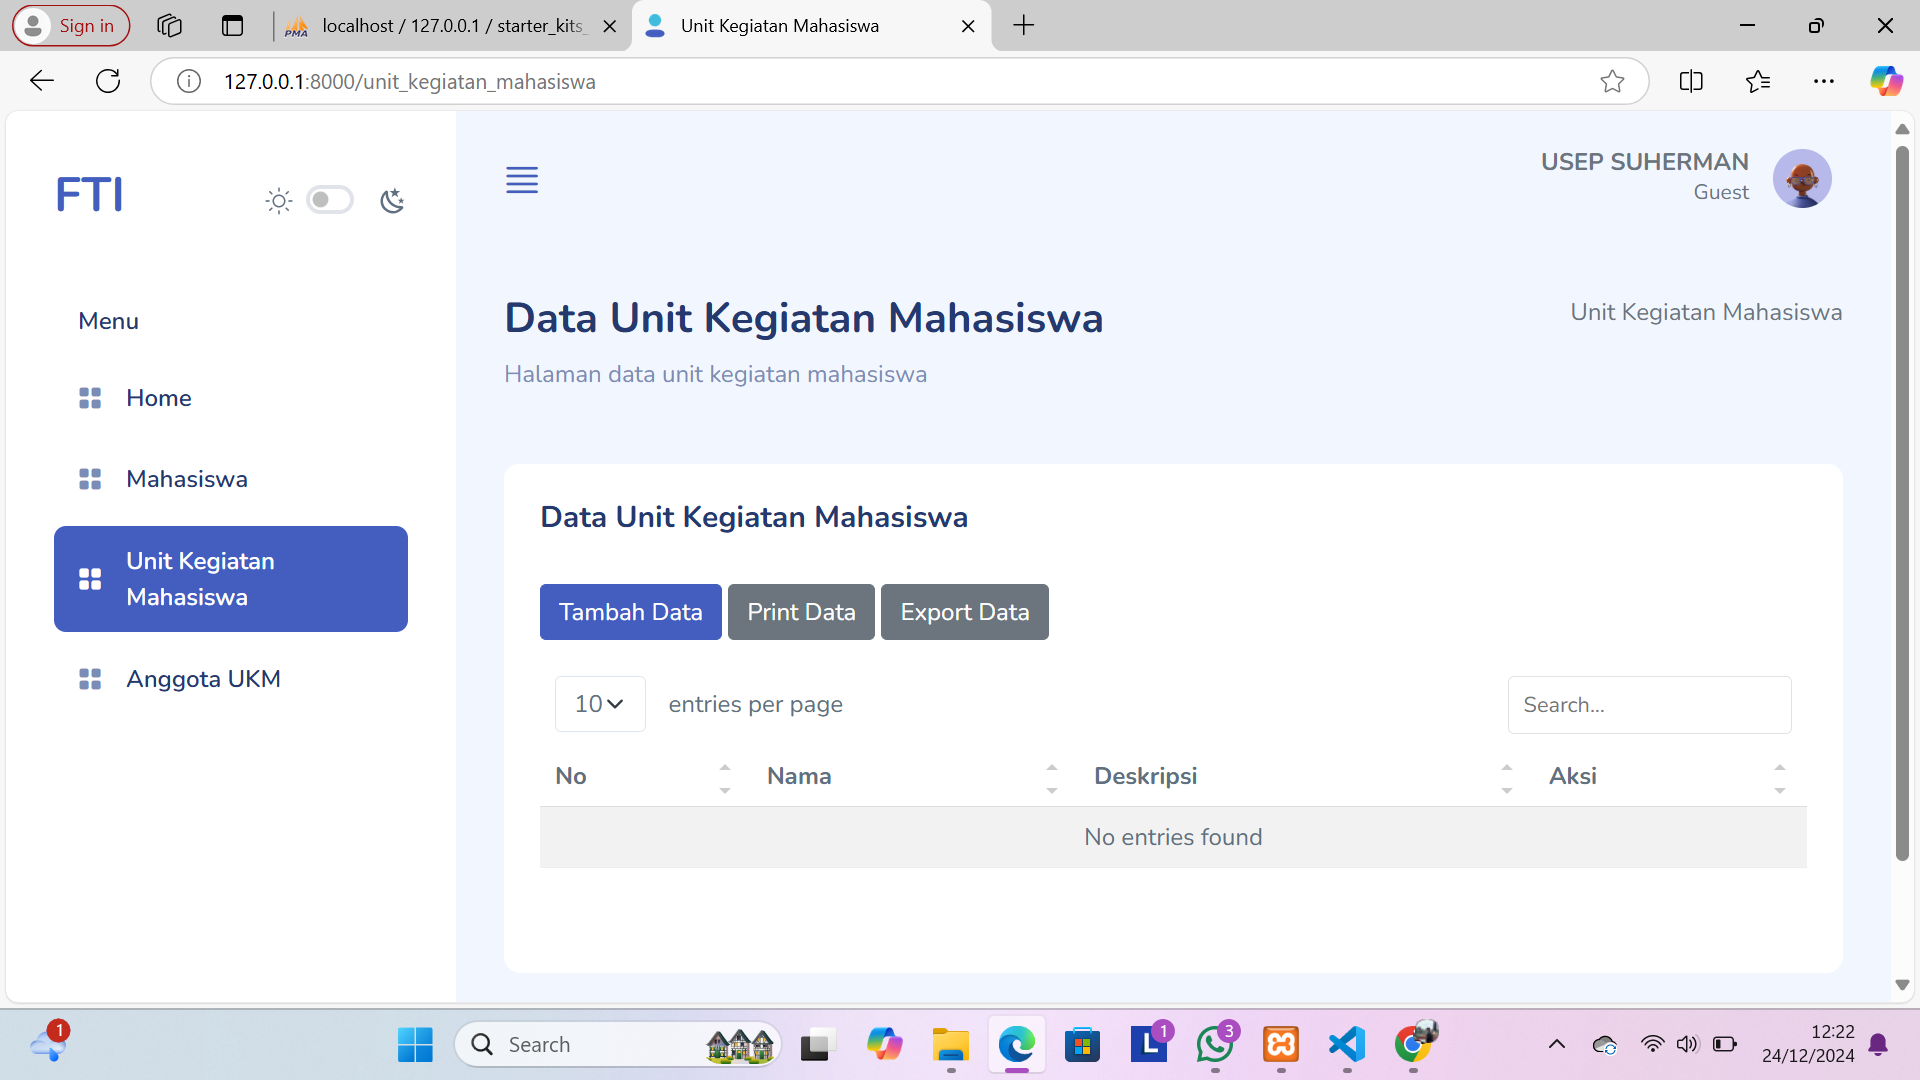 Sign in
localhost / 127.0.0.1 / starter_kits_
Unit Kegiatan Mahasiswa
127.0.0.1:8000/unit_kegiatan_mahasiswa
FTI
USEP SUHERMAN
Guest
Menu
Home
Mahasiswa
Unit Kegiatan
Mahasiswa
Anggota UKM
Data Unit Kegiatan Mahasiswa
Unit Kegiatan Mahasiswa
Halaman data unit kegiatan mahasiswa
Data Unit Kegiatan Mahasiswa
Tambah Data Print Data Export Data
10 entries per page
Search...
No Nama Deskripsi Aksi
No entries found
1
Search
L 1
3
12:22
24/12/2024
PMA